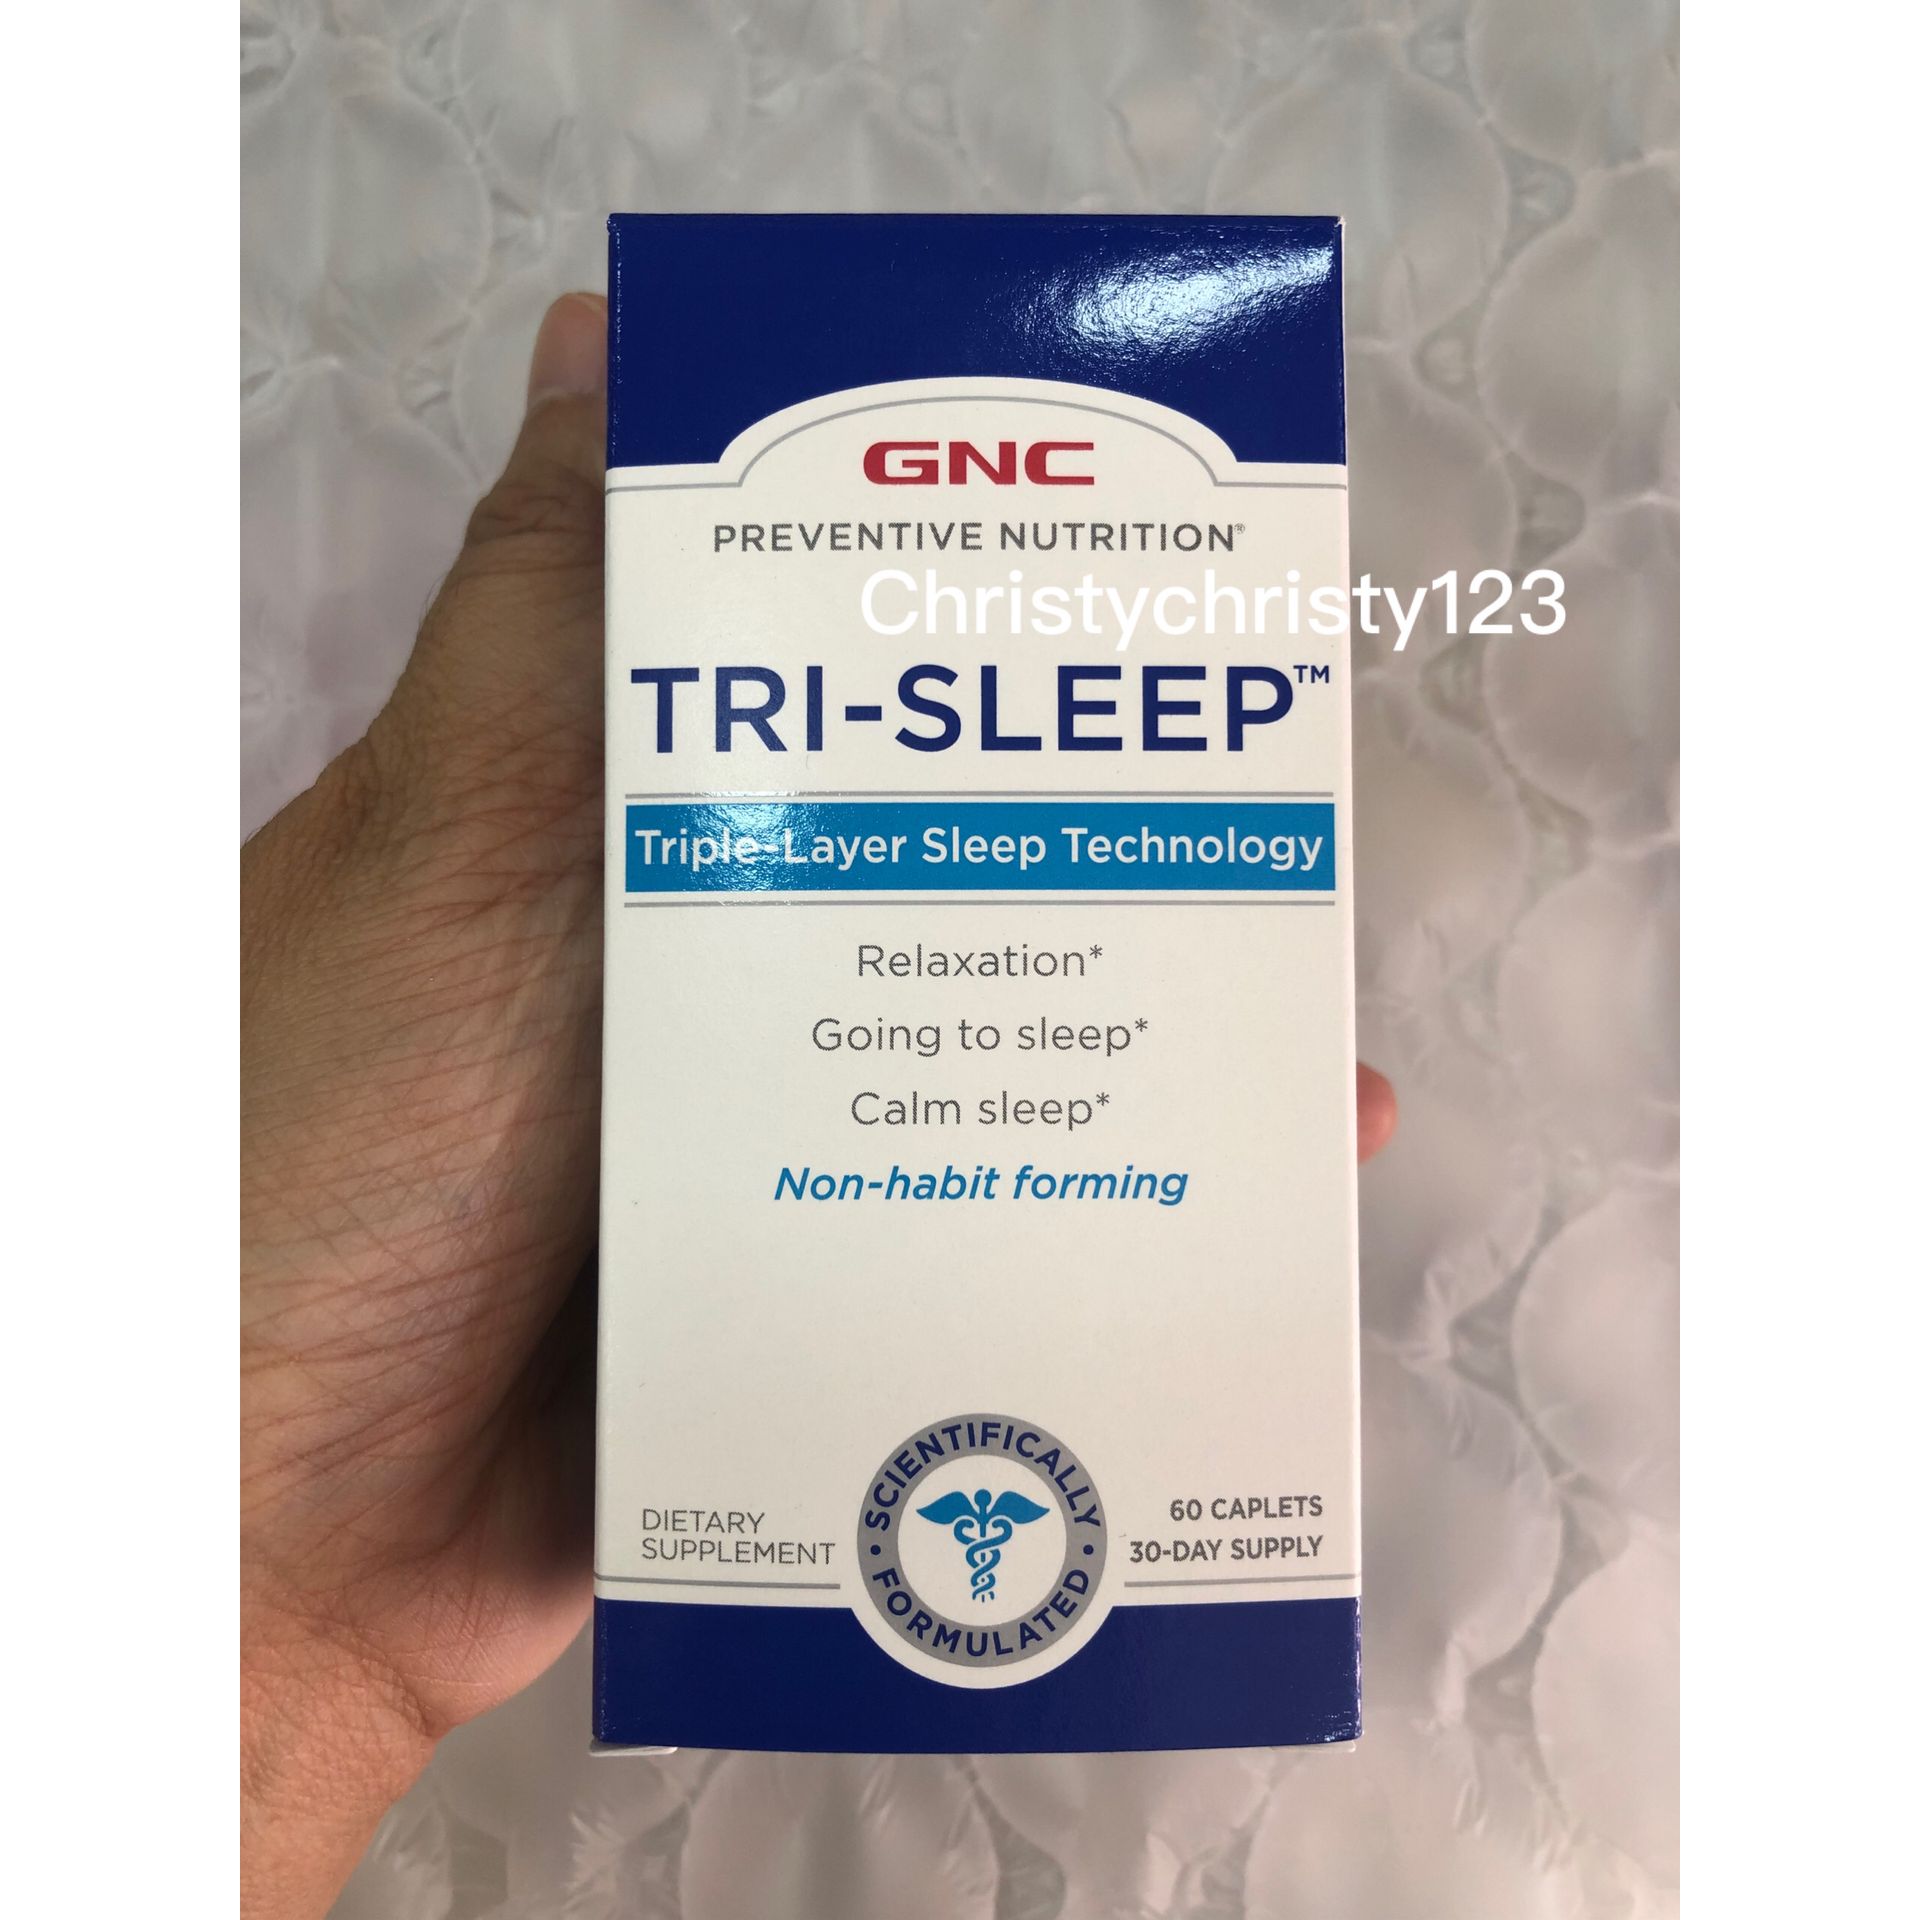 GNC
PREVENTIVE NUTRITION®
Christychristy123
TRI-SLEEP™
Triple-Layer Sleep Technology
Relaxation*
Going to sleep*
Calm sleep*
Non-habit forming
DIETARY
SUPPLEMENT
SCIENTIFICALLY
• FORMULATED •
60 CAPLETS
30-DAY SUPPLY